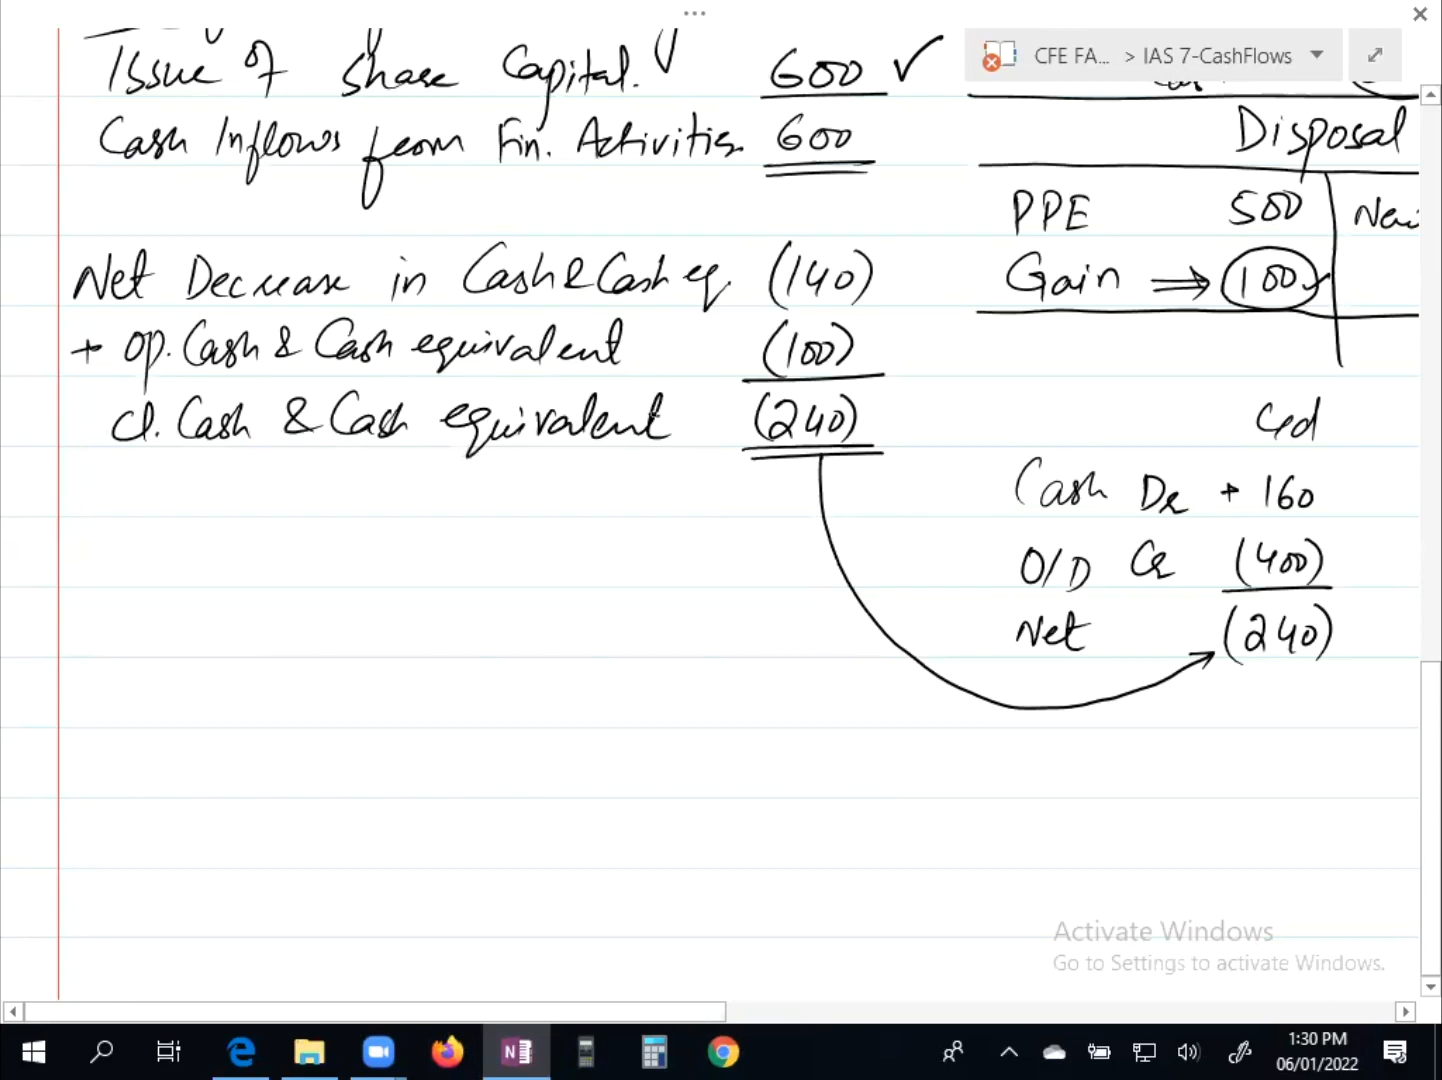 CFE FA... > IAS 7-CashFlows
Issue of Share Capital. 600 ✓
Cash Inflows from Fin. Activities 600
Net Decrease in Cash & Cash eq. (140)
+ op. Cash & Cash equivalent (100)
cl. Cash & Cash equivalent (240)
Disposal
PPE 500
Gain ⇒ 100
Cash Dr + 160
O/D Cr (400)
Net (240)
Activate Windows
Go to Settings to activate Windows.
1:30 PM
06/01/2022